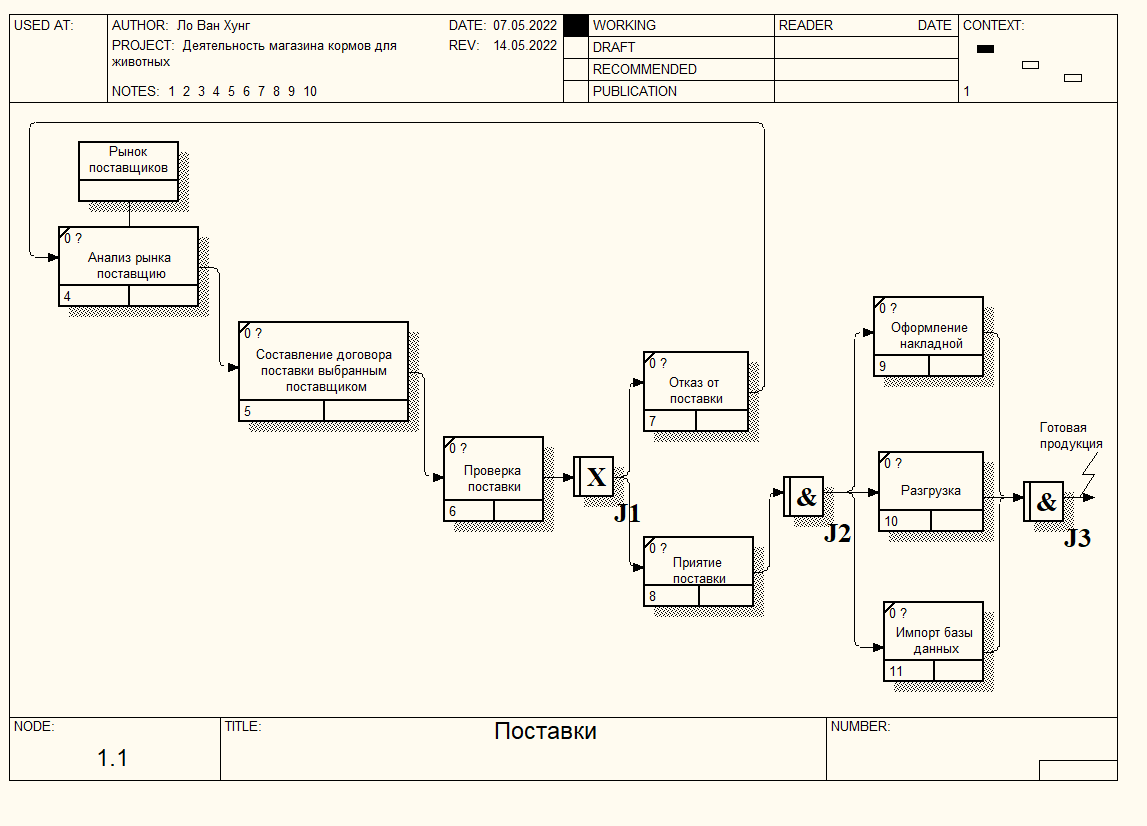 USED AT:
AUTHOR: Ло Ван Хунг
DATE: 07.05.2022
PROJECT: Деятельность магазина кормов для
животных
REV: 14.05.2022
NOTES: 1 2 3 4 5 6 7 8 9 10
WORKING
DRAFT
RECOMMENDED
PUBLICATION
READER DATE
CONTEXT:
1
Рынок
поставщиков
0 ?
Анализ рынка
поставщию
4
0 ?
Составление договора
поставки выбранным
поставщиком
5
0 ?
Проверка
поставки
6
X
J1
0 ?
Отказ от
поставки
7
0 ?
Приятие
поставки
8
&
J2
0 ?
Оформление
накладной
9
0 ?
Разгрузка
10
0 ?
Импорт базы
данных
11
Готовая
продукция
&
J3
NODE:
1.1
TITLE:
Поставки
NUMBER: